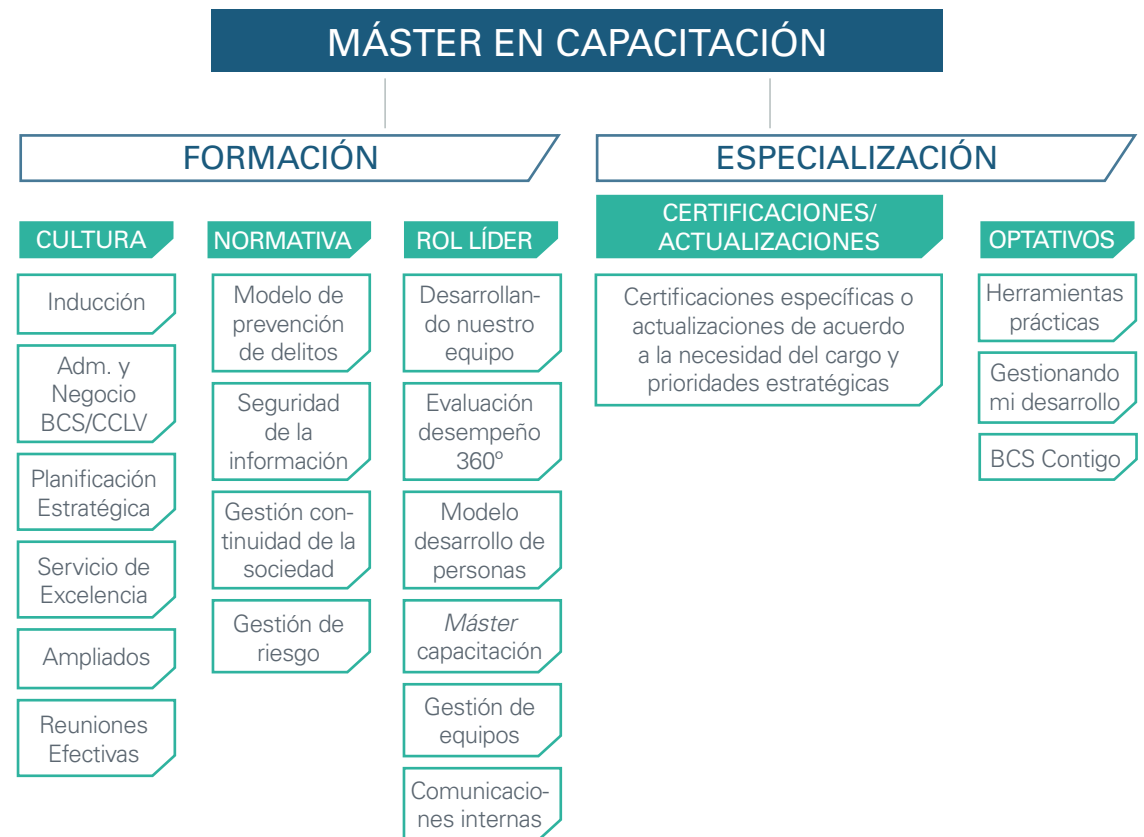 MÁSTER EN CAPACITACIÓN
FORMACIÓN
ESPECIALIZACIÓN
CULTURA
Inducción
Adm. y
Negocio
BCS/CCLV
Planificación
Estratégica
Servicio de
Excelencia
Ampliados
Reuniones
Efectivas
NORMATIVA
Modelo de
prevención
de delitos
Seguridad
de la
información
Gestión con-
tinuidad de la
sociedad
Gestión de
riesgo
ROL LÍDER
Desarrollan-
do nuestro
equipo
Evaluación
desempeño
360º
Modelo
desarrollo de
personas
Máster
capacitación
Gestión de
equipos
Comunicacio-
nes internas
CERTIFICACIONES/
ACTUALIZACIONES
Certificaciones específicas o
actualizaciones de acuerdo
a la necesidad del cargo y
prioridades estratégicas
OPTATIVOS
Herramientas
prácticas
Gestionando
mi desarrollo
BCS Contigo